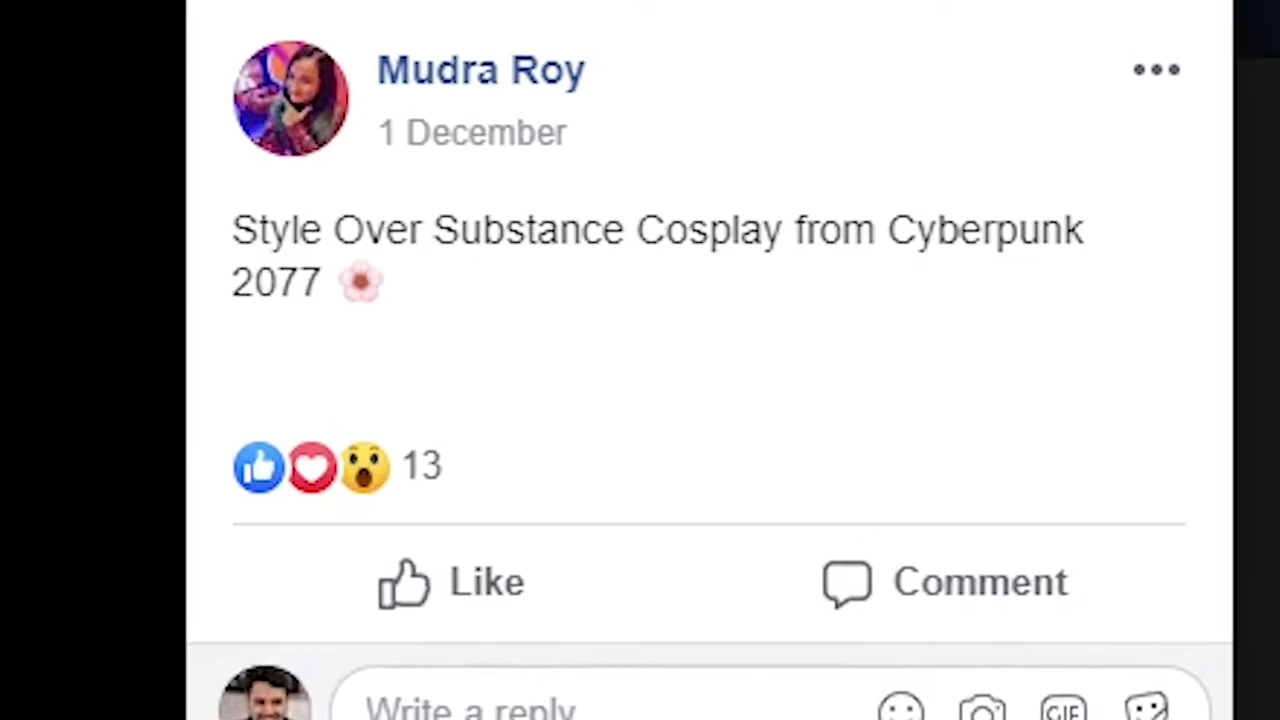 Mudra Roy
1 December
Style Over Substance Cosplay from Cyberpunk
2077
13
Like
Comment
Write a reply
GIF